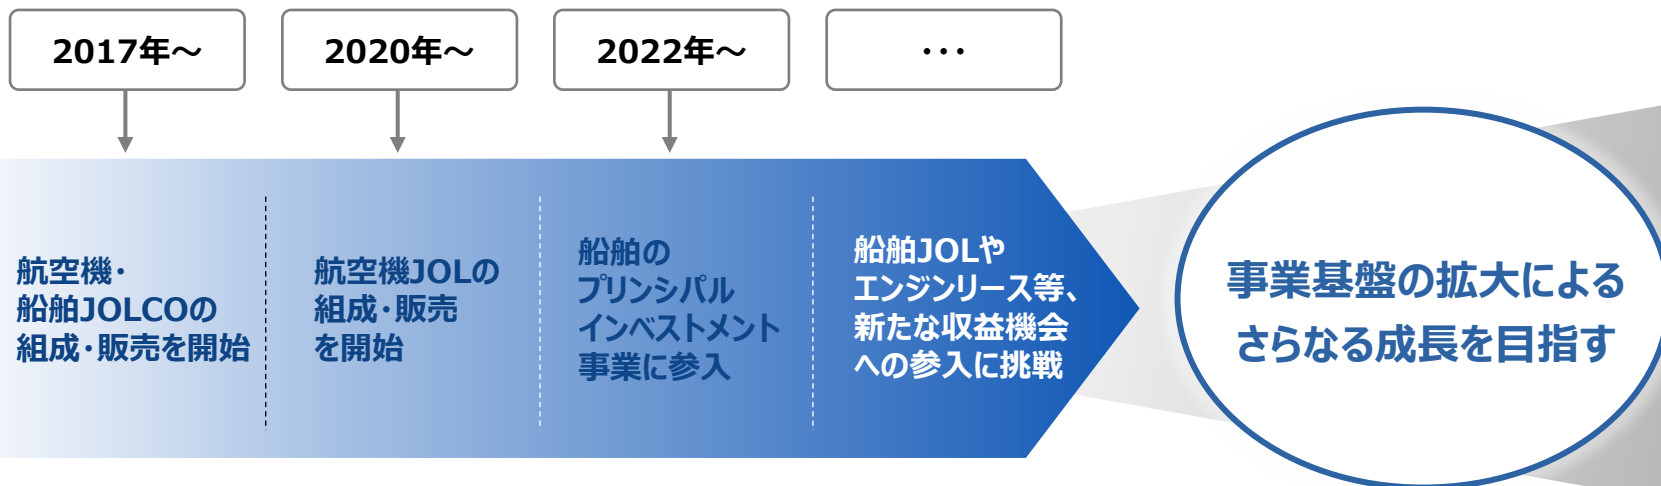 2017年～
2020年～
2022年～
･･･
航空機･
船舶JOLCOの
組成･販売を開始
航空機JOLの
組成･販売
を開始
船舶の
プリンシパル
インベストメント
事業に参入
船舶JOLや
エンジンリース等、
新たな収益機会
への参入に挑戦
事業基盤の拡大による
さらなる成長を目指す